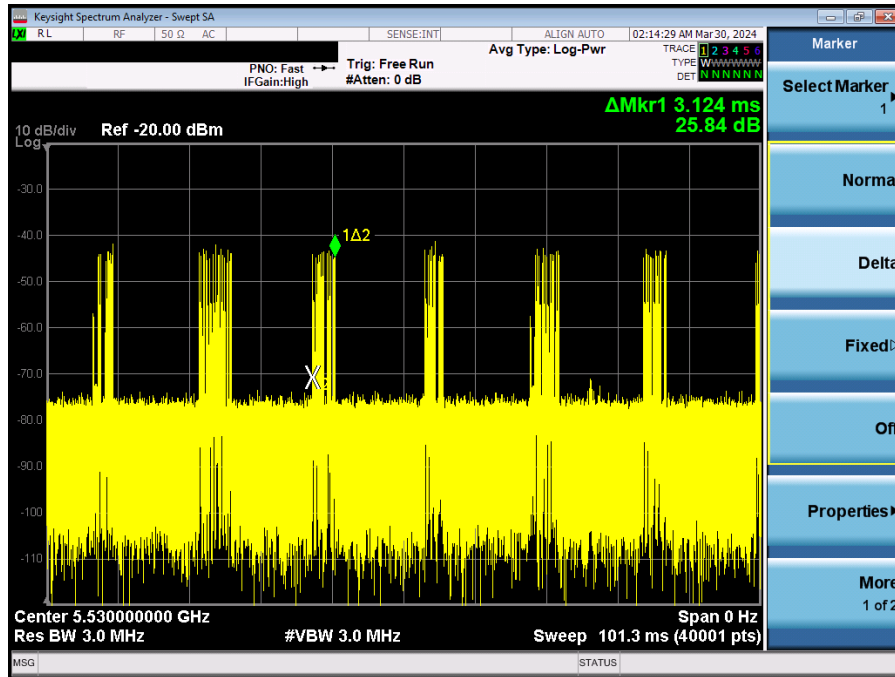 Keysight Spectrum Analyzer - Swept SA
LXI RL RF 50 Ω AC SENSE:INT ALIGN AUTO 02:14:29 AM Mar 30, 2024
Avg Type: Log-Pwr TRACE 1 2 3 4 5 6
PNO: Fast Trig: Free Run TYPE WWWWWW
IFGain:High #Atten: 0 dB DET N N N N N N
ΔMkr1 3.124 ms
25.84 dB
10 dB/div Ref -20.00 dBm
Log
-30.0
-40.0
-50.0
-60.0
-70.0
-80.0
-90.0
-100
-110
1Δ2
X2
Center 5.530000000 GHz Span 0 Hz
Res BW 3.0 MHz #VBW 3.0 MHz Sweep 101.3 ms (40001 pts)
MSG STATUS
Marker
Select Marker
1
Norma
Delta
Fixed
Off
Properties
More
1 of 2